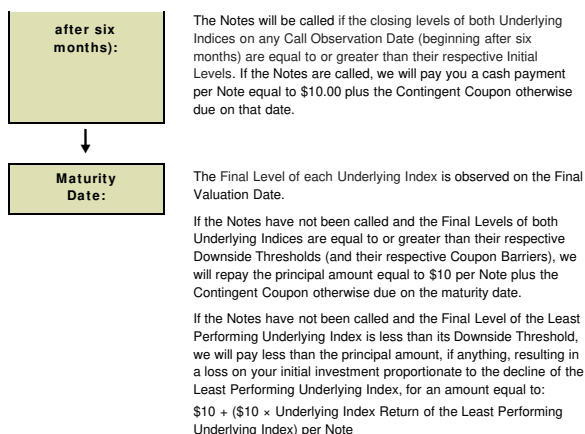 after six
months):
The Notes will be called if the closing levels of both Underlying
Indices on any Call Observation Date (beginning after six
months) are equal to or greater than their respective Initial
Levels. If the Notes are called, we will pay you a cash payment
per Note equal to $10.00 plus the Contingent Coupon otherwise
due on that date.
Maturity
Date:
The Final Level of each Underlying Index is observed on the Final
Valuation Date.
If the Notes have not been called and the Final Levels of both
Underlying Indices are equal to or greater than their respective
Downside Thresholds (and their respective Coupon Barriers), we
will repay the principal amount equal to $10 per Note plus the
Contingent Coupon otherwise due on the maturity date.
If the Notes have not been called and the Final Level of the Least
Performing Underlying Index is less than its Downside Threshold,
we will pay less than the principal amount, if anything, resulting in
a loss on your initial investment proportionate to the decline of the
Least Performing Underlying Index, for an amount equal to:
$10 + ($10 × Underlying Index Return of the Least Performing
Underlying Index) per Note